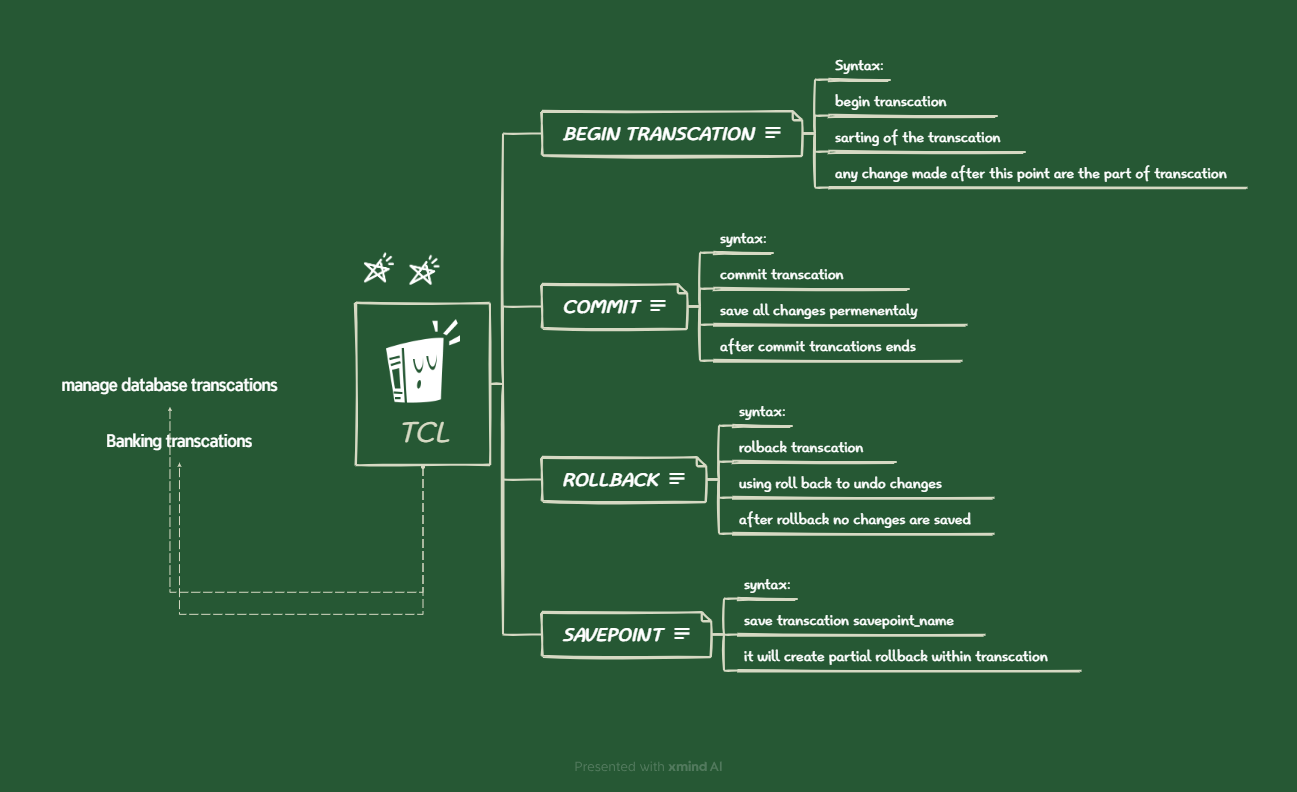 manage database transcations
Banking transcations
TCL
BEGIN TRANSCATION
Syntax:
begin transcation
sarting of the transcation
any change made after this point are the part of transcation
COMMIT
syntax:
commit transcation
save all changes permenentaly
after commit trancations ends
ROLLBACK
syntax:
rolback transcation
using roll back to undo changes
after rollback no changes are saved
SAVEPOINT
syntax:
save transcation savepoint_name
it will create partial rollback within transcation
Presented with xmind AI